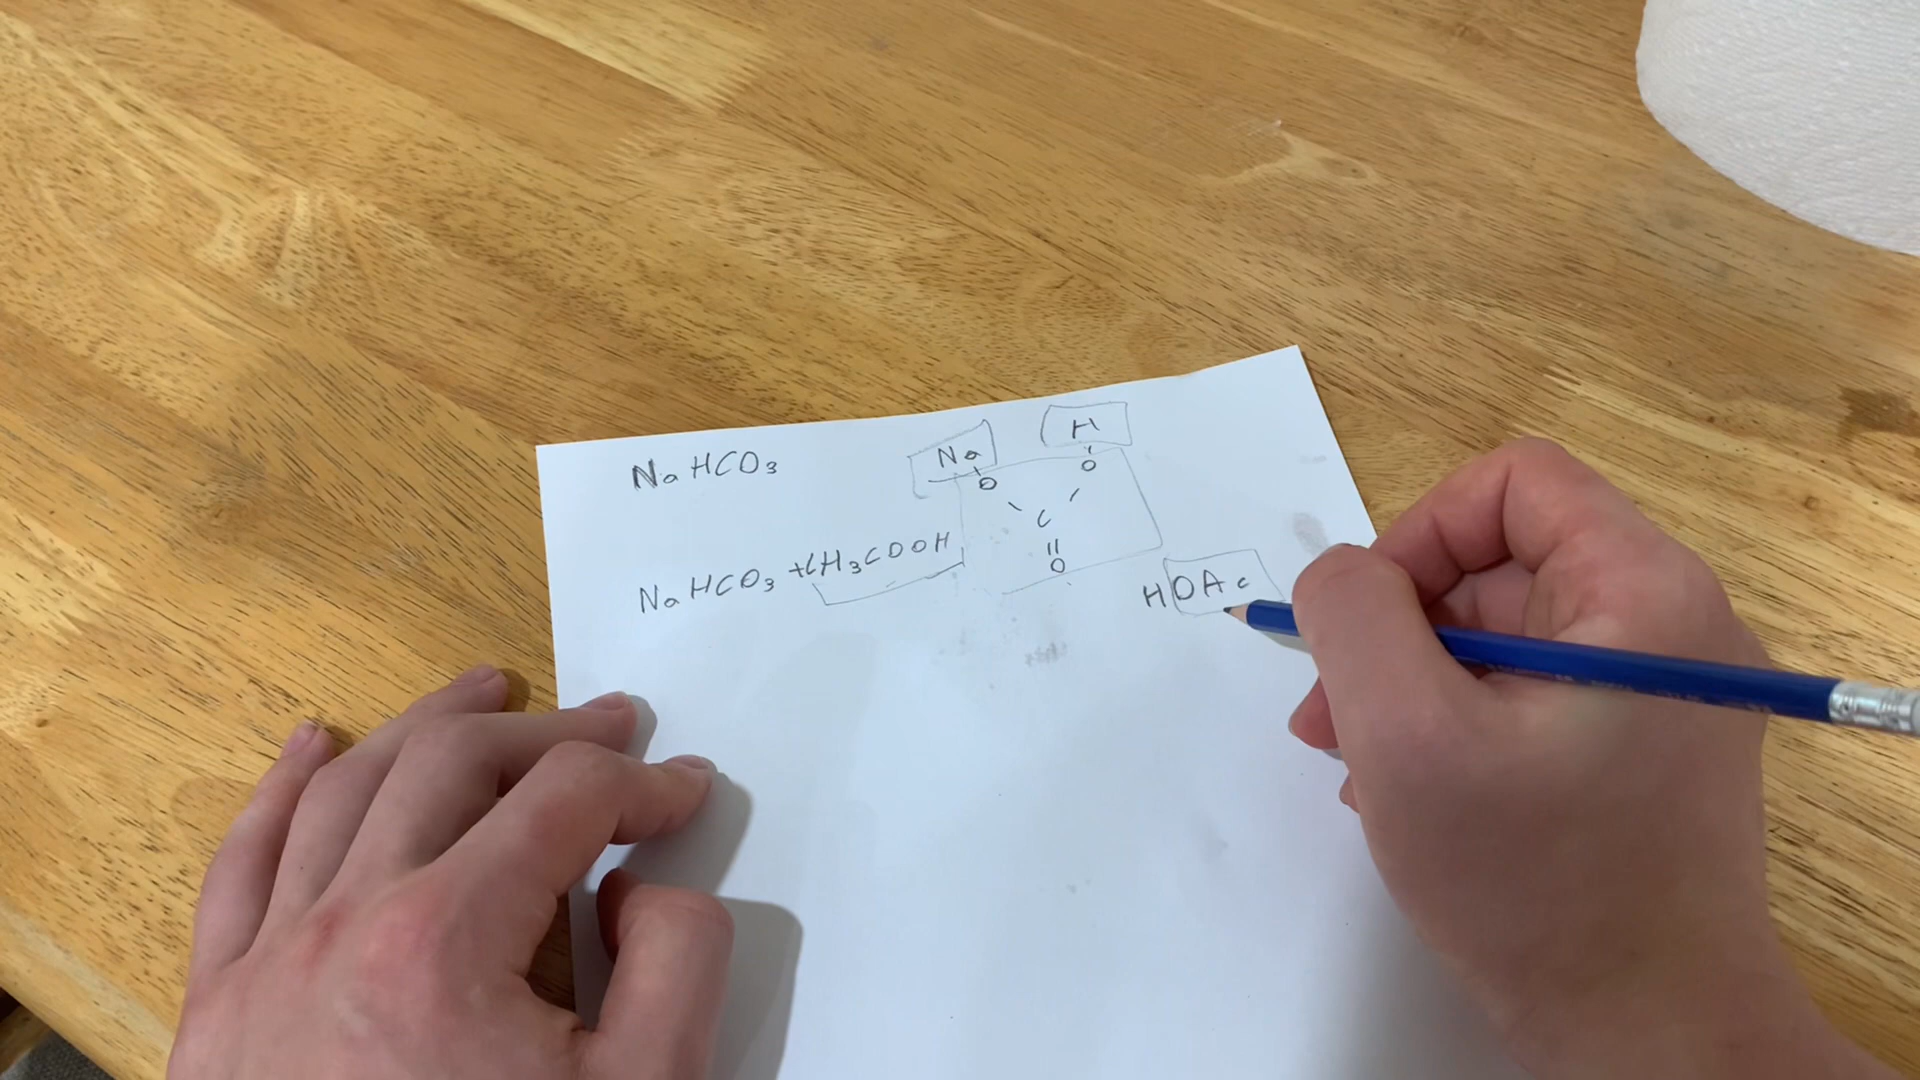 NaHCO3
Na H
O O
C
||
O
NaHCO3 + CH3COOH
HOAc